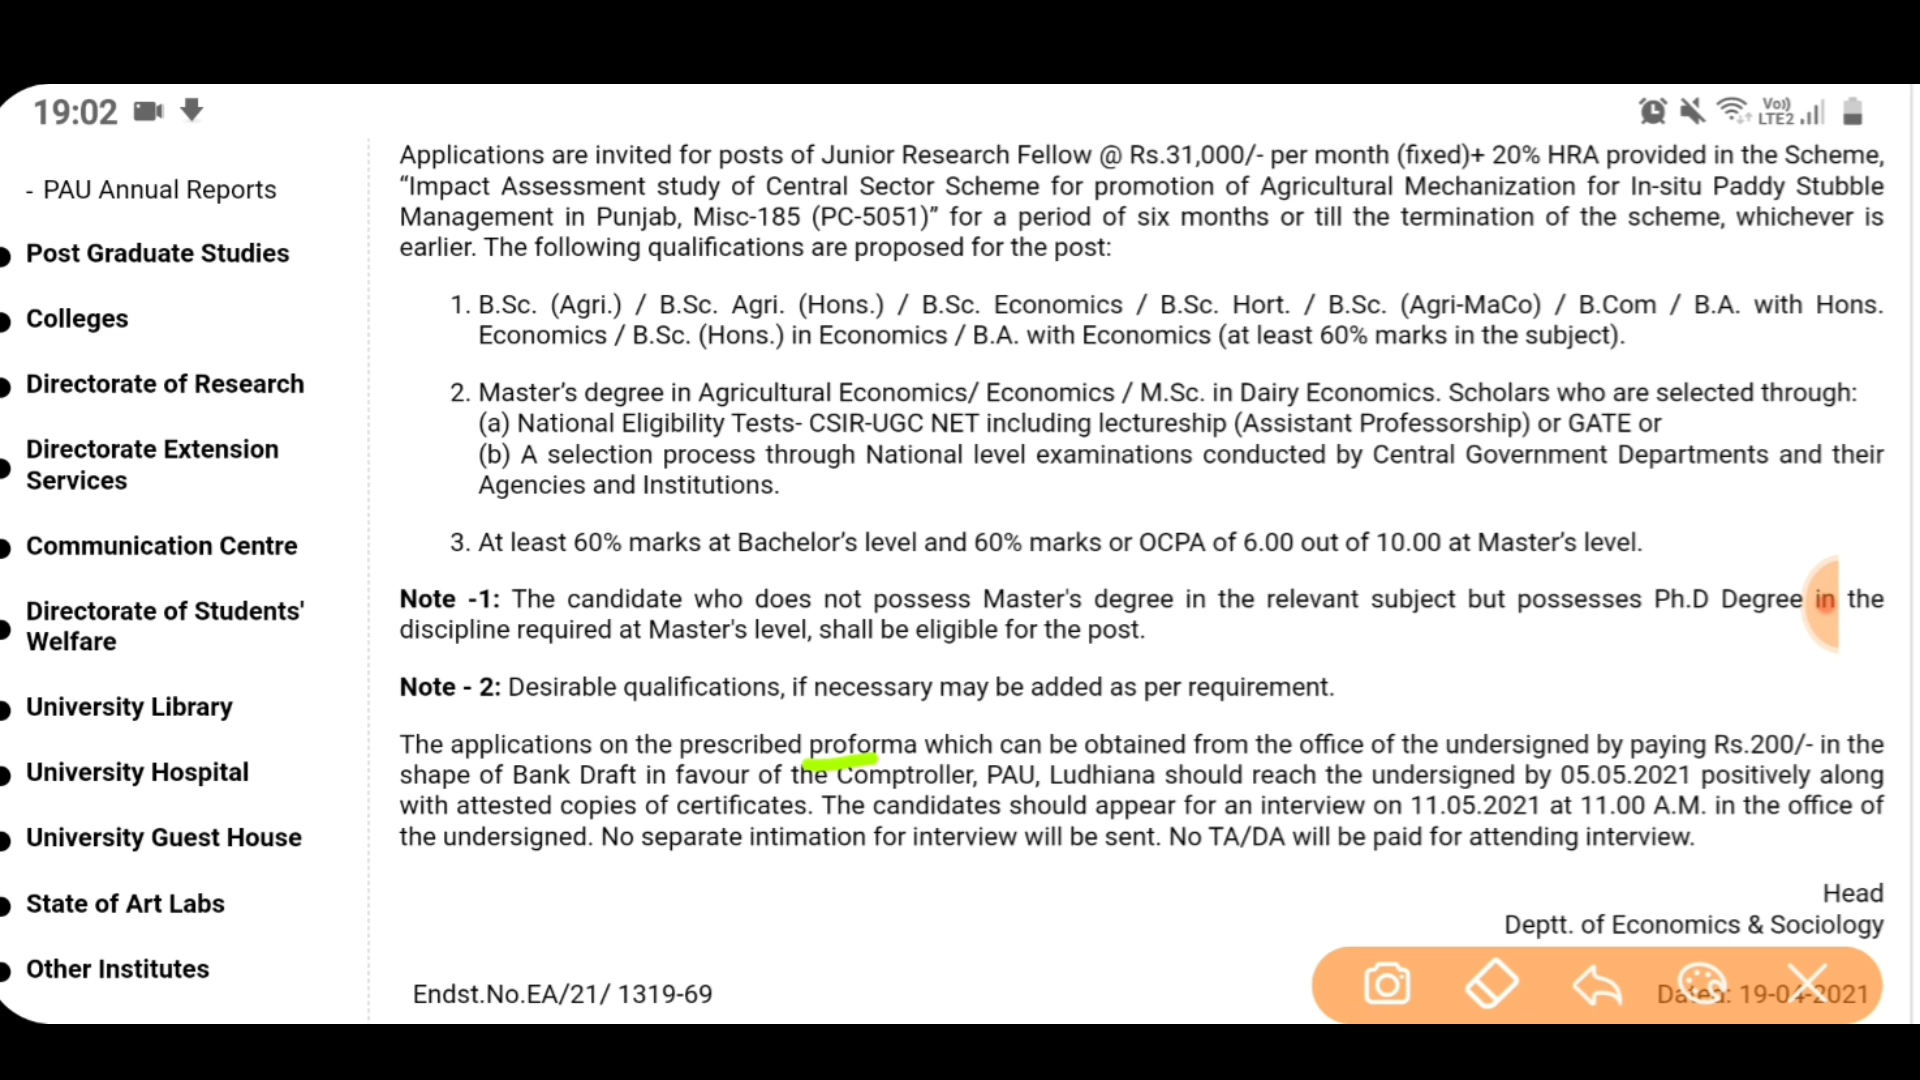 19:02
Vo))
LTE2
- PAU Annual Reports
Post Graduate Studies
Colleges
Directorate of Research
Directorate Extension
Services
Communication Centre
Directorate of Students'
Welfare
University Library
University Hospital
University Guest House
State of Art Labs
Other Institutes
Applications are invited for posts of Junior Research Fellow @ Rs.31,000/- per month (fixed)+ 20% HRA provided in the Scheme,
“Impact Assessment study of Central Sector Scheme for promotion of Agricultural Mechanization for In-situ Paddy Stubble
Management in Punjab, Misc-185 (PC-5051)” for a period of six months or till the termination of the scheme, whichever is
earlier. The following qualifications are proposed for the post:
1. B.Sc. (Agri.) / B.Sc. Agri. (Hons.) / B.Sc. Economics / B.Sc. Hort. / B.Sc. (Agri-MaCo) / B.Com / B.A. with Hons.
Economics / B.Sc. (Hons.) in Economics / B.A. with Economics (at least 60% marks in the subject).
2. Master’s degree in Agricultural Economics/ Economics / M.Sc. in Dairy Economics. Scholars who are selected through:
(a) National Eligibility Tests- CSIR-UGC NET including lectureship (Assistant Professorship) or GATE or
(b) A selection process through National level examinations conducted by Central Government Departments and their
Agencies and Institutions.
3. At least 60% marks at Bachelor’s level and 60% marks or OCPA of 6.00 out of 10.00 at Master’s level.
Note -1: The candidate who does not possess Master's degree in the relevant subject but possesses Ph.D Degree in the
discipline required at Master's level, shall be eligible for the post.
Note - 2: Desirable qualifications, if necessary may be added as per requirement.
The applications on the prescribed proforma which can be obtained from the office of the undersigned by paying Rs.200/- in the
shape of Bank Draft in favour of the Comptroller, PAU, Ludhiana should reach the undersigned by 05.05.2021 positively along
with attested copies of certificates. The candidates should appear for an interview on 11.05.2021 at 11.00 A.M. in the office of
the undersigned. No separate intimation for interview will be sent. No TA/DA will be paid for attending interview.
Head
Deptt. of Economics & Sociology
Endst.No.EA/21/ 1319-69
Dated: 19-04-2021